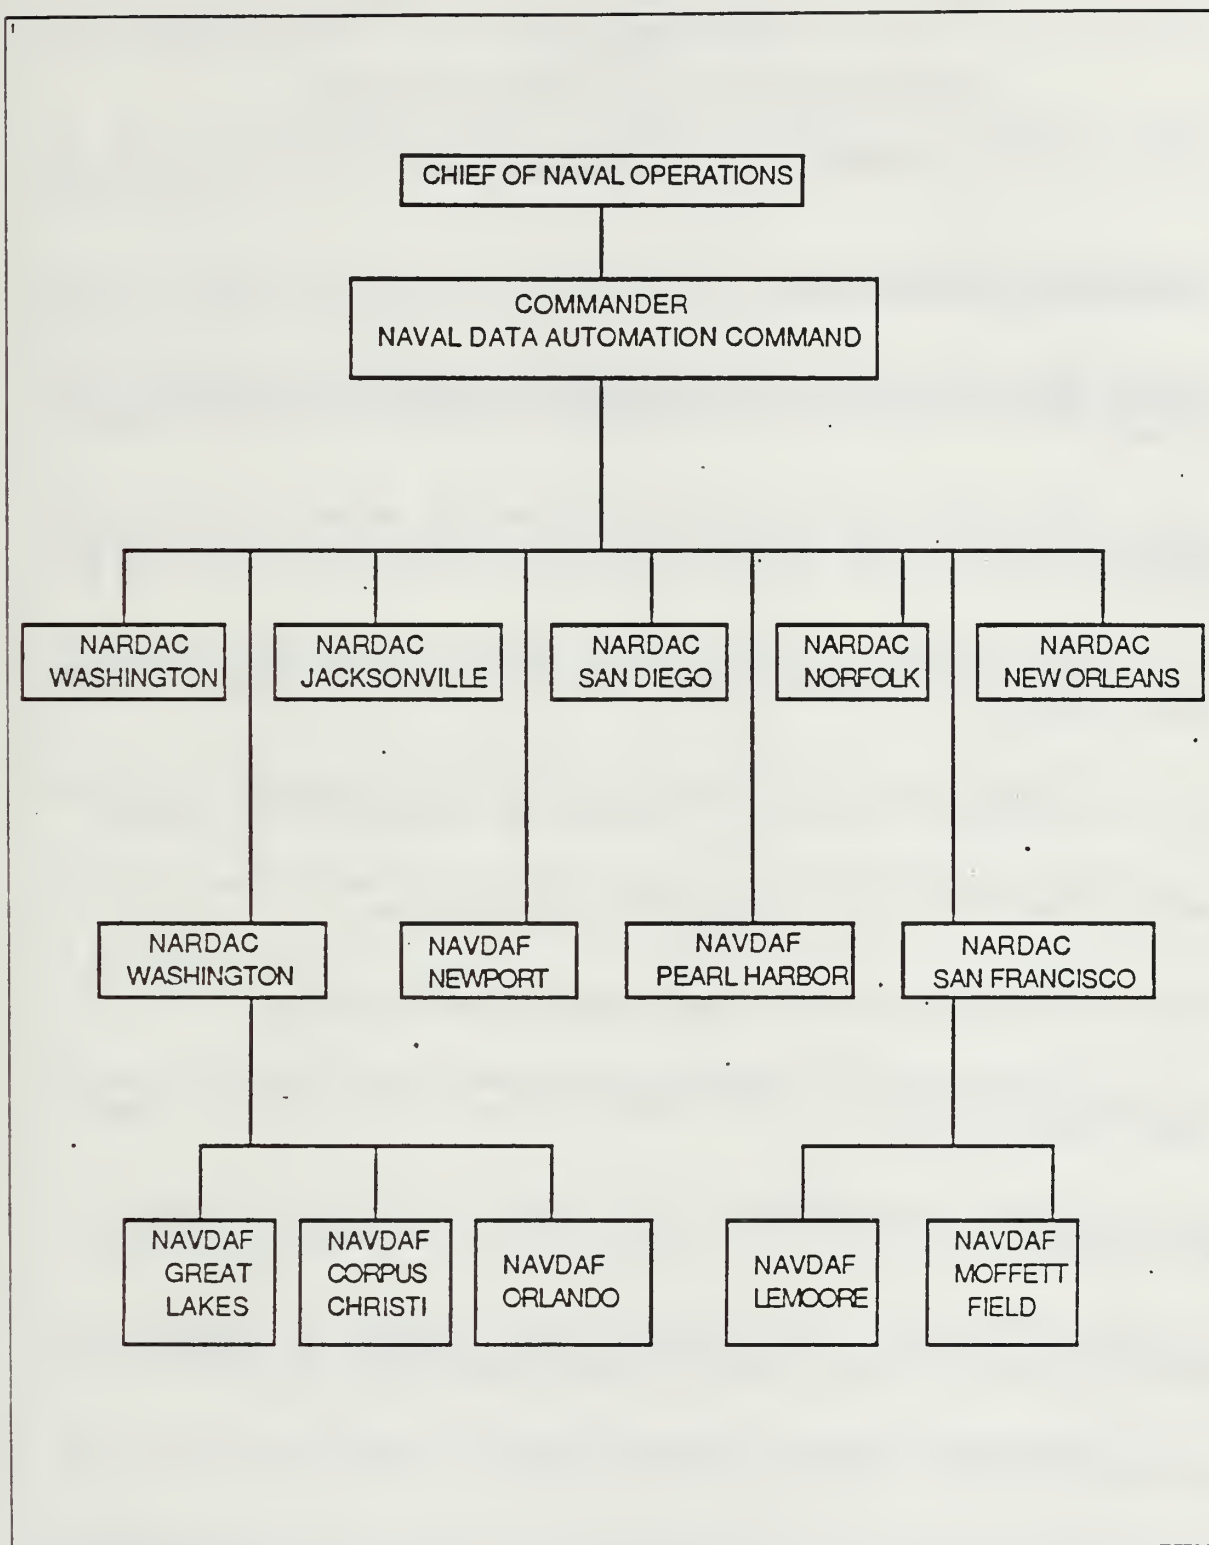 CHIEF OF NAVAL OPERATIONS
COMMANDER
NAVAL DATA AUTOMATION COMMAND
NARDAC
WASHINGTON
NARDAC
JACKSONVILLE
NARDAC
SAN DIEGO
NARDAC
NORFOLK
NARDAC
NEW ORLEANS
NARDAC
WASHINGTON
NAVDAF
NEWPORT
NAVDAF
PEARL HARBOR
NARDAC
SAN FRANCISCO
NAVDAF
GREAT
LAKES
NAVDAF
CORPUS
CHRISTI
NAVDAF
ORLANDO
NAVDAF
LEMOORE
NAVDAF
MOFFETT
FIELD